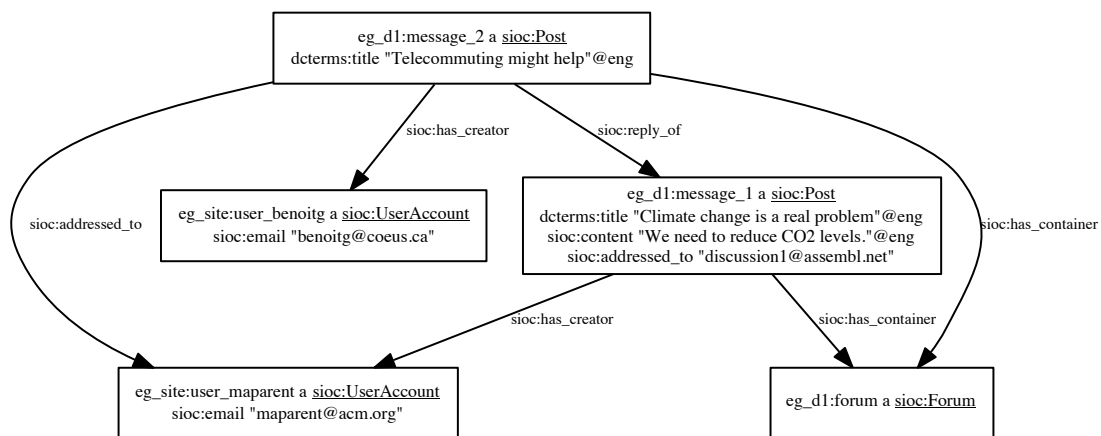 eg_d1:message_2 a sioc:Post
dcterms:title "Telecommuting might help"@eng
sioc:has_creator
sioc:reply_of
eg_d1:message_1 a sioc:Post
dcterms:title "Climate change is a real problem"@eng
sioc:content "We need to reduce CO2 levels."@eng
sioc:addressed_to "discussion1@assembl.net"
eg_site:user_benoitg a sioc:UserAccount
sioc:email "benoitg@coeus.ca"
sioc:addressed_to
sioc:has_container
sioc:has_creator
sioc:has_container
eg_site:user_maparent a sioc:UserAccount
sioc:email "maparent@acm.org"
eg_d1:forum a sioc:Forum